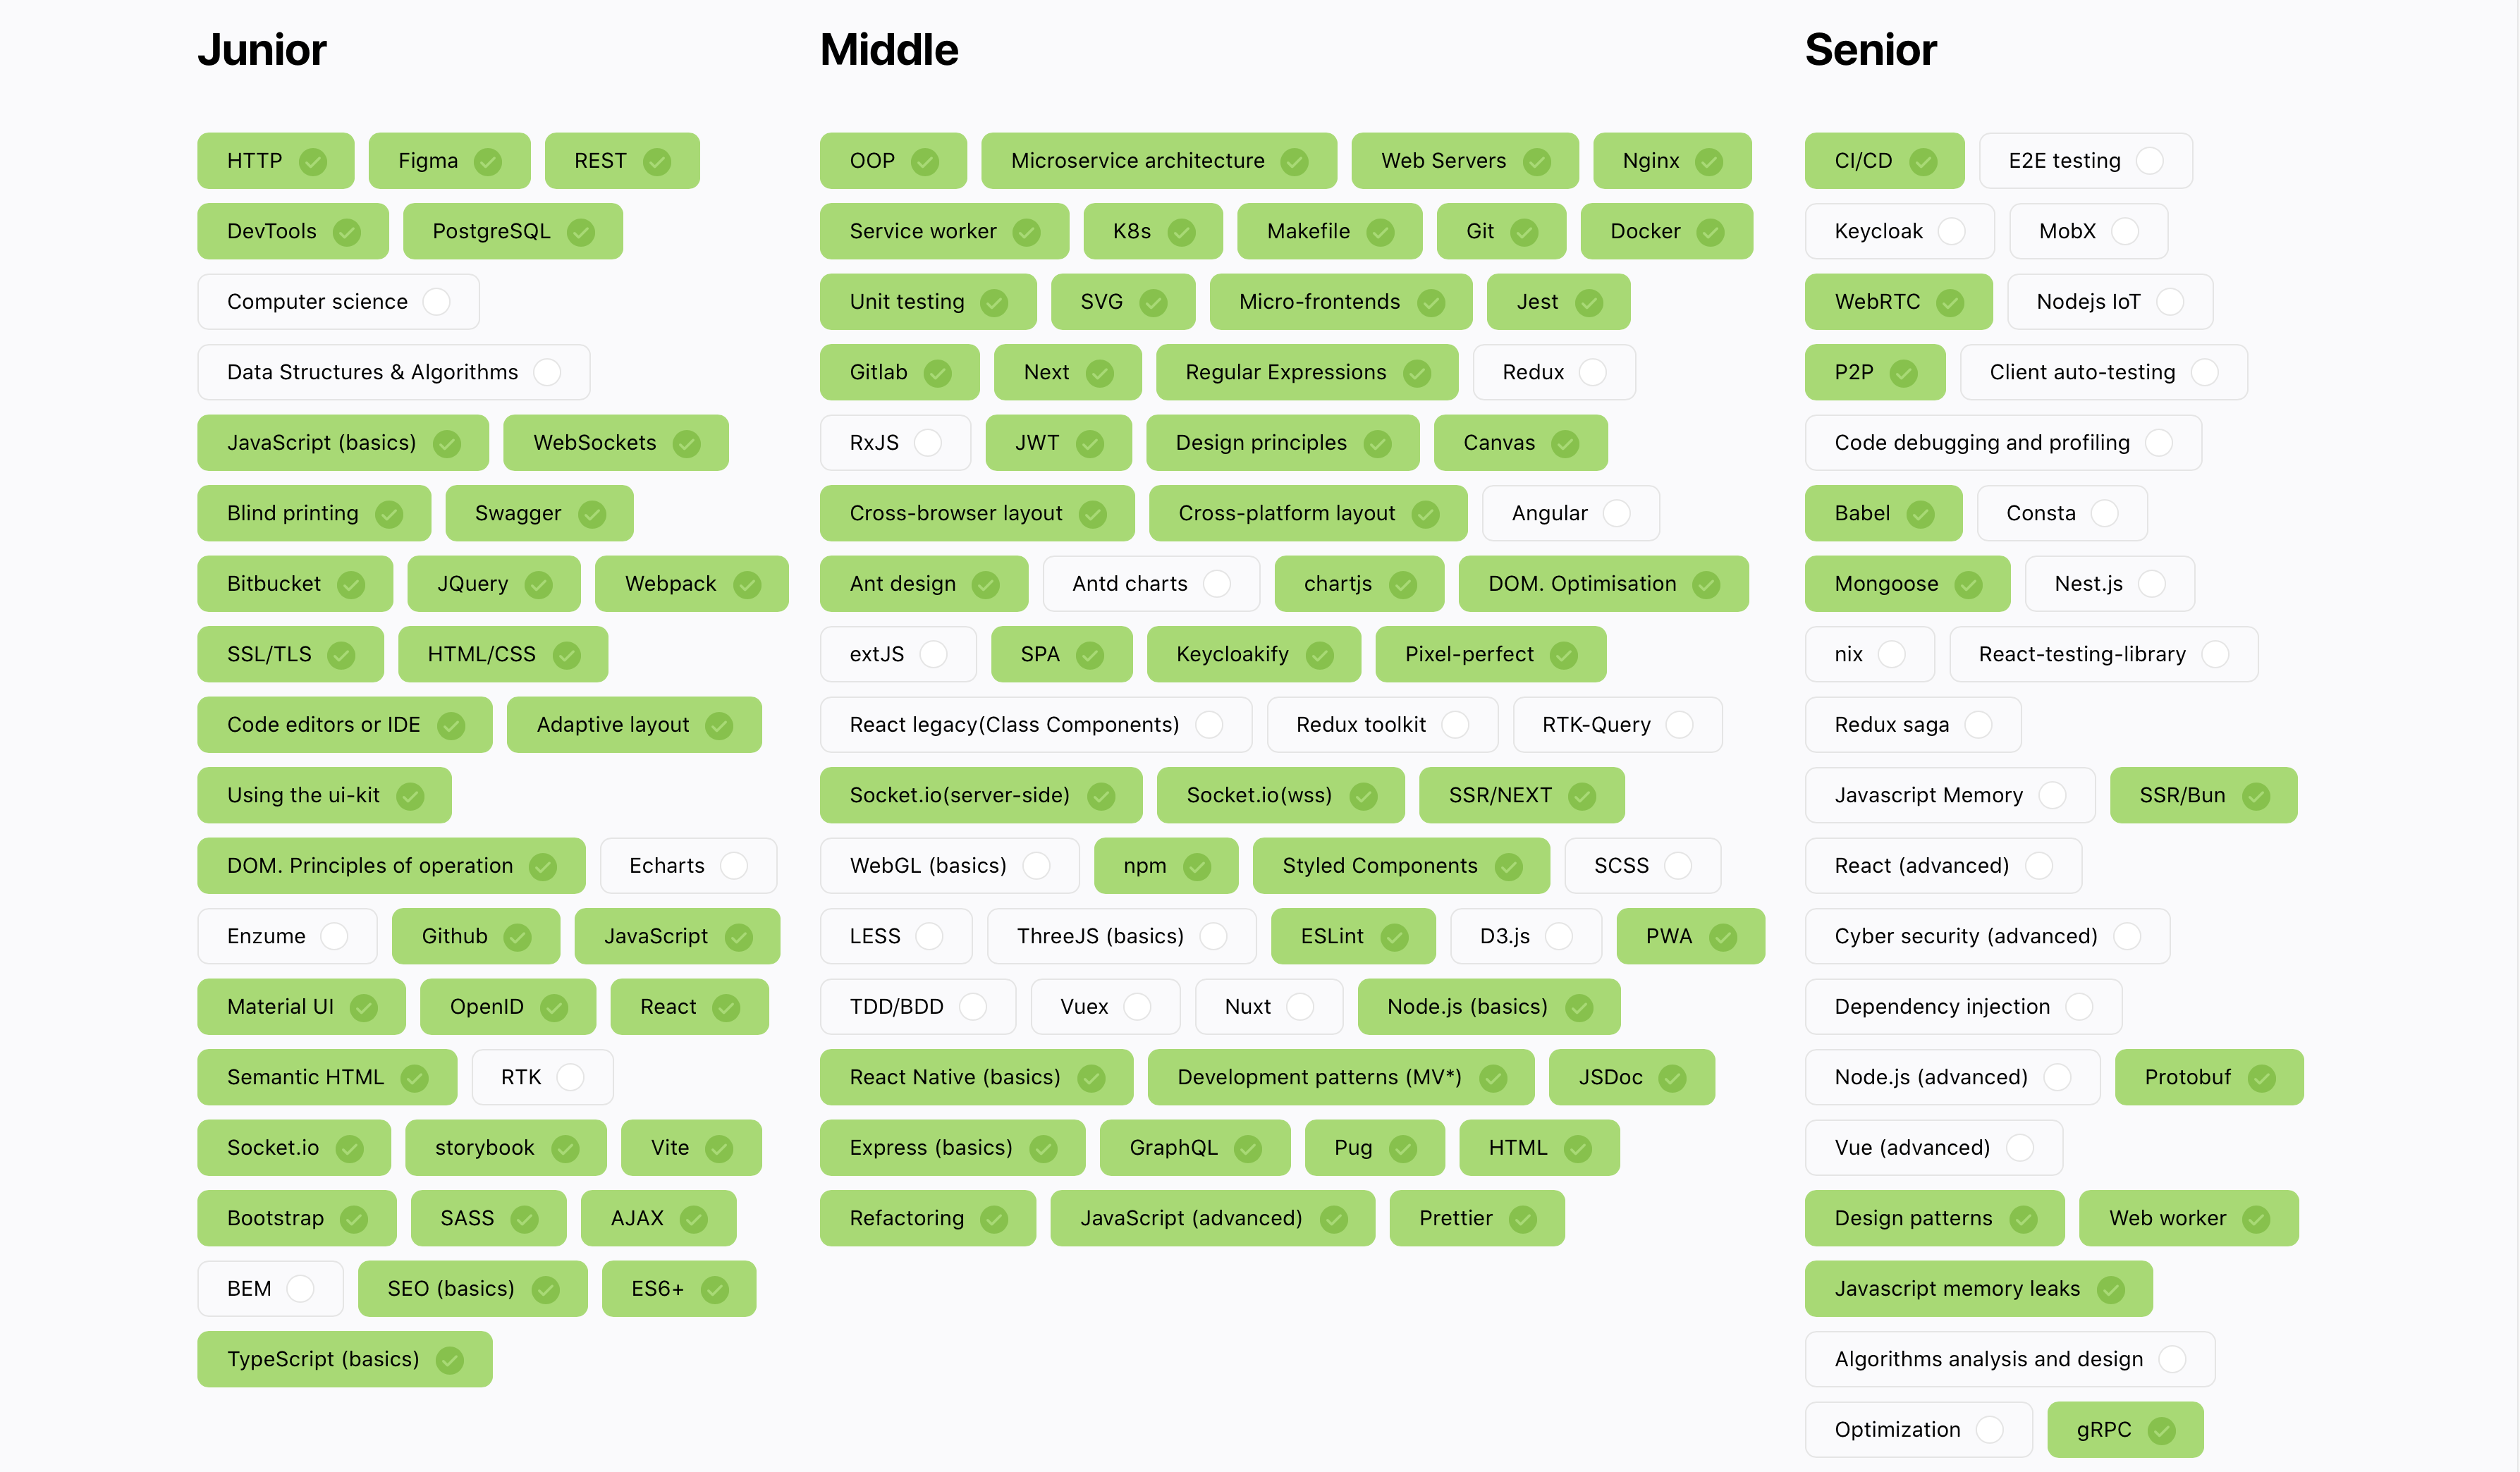 Junior
HTTP Figma REST
DevTools PostgreSQL
Computer science
Data Structures & Algorithms
JavaScript (basics) WebSockets
Blind printing Swagger
Bitbucket JQuery Webpack
SSL/TLS HTML/CSS
Code editors or IDE Adaptive layout
Using the ui-kit
DOM. Principles of operation Echarts
Enzume Github JavaScript
Material UI OpenID React
Semantic HTML RTK
Socket.io storybook Vite
Bootstrap SASS AJAX
BEM SEO (basics) ES6+
TypeScript (basics)
Middle
OOP Microservice architecture Web Servers Nginx
Service worker K8s Makefile Git Docker
Unit testing SVG Micro-frontends Jest
Gitlab Next Regular Expressions Redux
RxJS JWT Design principles Canvas
Cross-browser layout Cross-platform layout Angular
Ant design Antd charts chartjs DOM. Optimisation
extJS SPA Keycloakify Pixel-perfect
React legacy(Class Components) Redux toolkit RTK-Query
Socket.io(server-side) Socket.io(wss) SSR/NEXT
WebGL (basics) npm Styled Components SCSS
LESS ThreeJS (basics) ESLint D3.js PWA
TDD/BDD Vuex Nuxt Node.js (basics)
React Native (basics) Development patterns (MV*) JSDoc
Express (basics) GraphQL Pug HTML
Refactoring JavaScript (advanced) Prettier
Senior
CI/CD E2E testing
Keycloak MobX
WebRTC Nodejs IoT
P2P Client auto-testing
Code debugging and profiling
Babel Consta
Mongoose Nest.js
nix React-testing-library
Redux saga
Javascript Memory SSR/Bun
React (advanced)
Cyber security (advanced)
Dependency injection
Node.js (advanced) Protobuf
Vue (advanced)
Design patterns Web worker
Javascript memory leaks
Algorithms analysis and design
Optimization gRPC